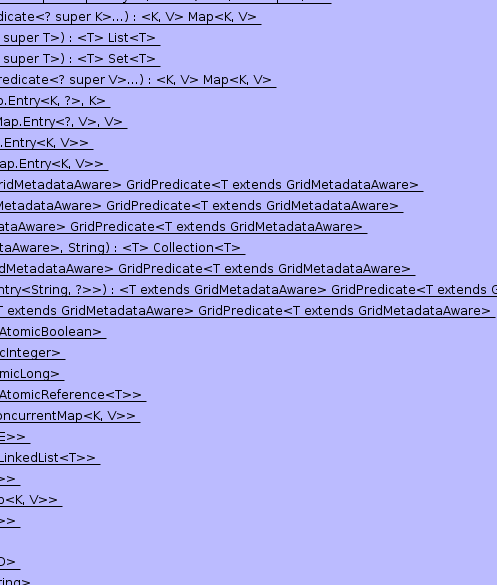 dicate<? super K>...) : <K, V> Map<K, V>
super T>) : <T> List<T>
super T>) : <T> Set<T>
redicate<? super V>...) : <K, V> Map<K, V>
p.Entry<K, ?>, K>
Map.Entry<?, V>, V>
.Entry<K, V>>
ap.Entry<K, V>>
ridMetadataAware> GridPredicate<T extends GridMetadataAware>
MetadataAware> GridPredicate<T extends GridMetadataAware>
ataAware> GridPredicate<T extends GridMetadataAware>
taAware>, String) : <T> Collection<T>
dMetadataAware> GridPredicate<T extends GridMetadataAware>
ntry<String, ?>>) : <T extends GridMetadataAware> GridPredicate<T extends G
T extends GridMetadataAware> GridPredicate<T extends GridMetadataAware>
AtomicBoolean>
cInteger>
micLong>
AtomicReference<T>>
oncurrentMap<K, V>>
E>>
LinkedList<T>>
>>
p<K, V>>
>>
O>
ring>